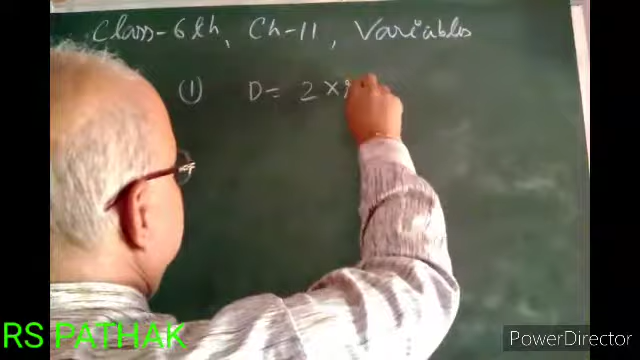 Class-6th, Ch-11, Variables
(1) D = 2 ×
RS PATHAK
PowerDirector